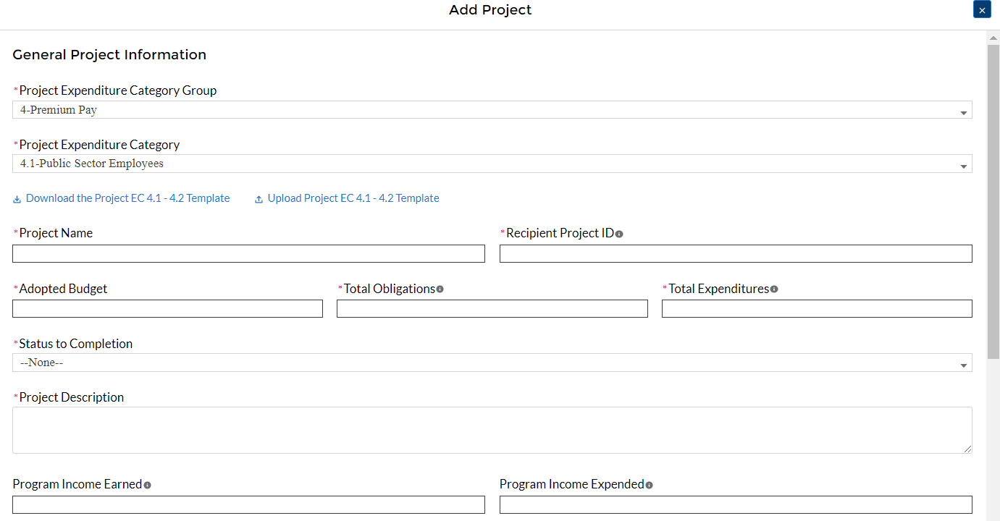 Add Project
×
General Project Information
*Project Expenditure Category Group
4-Premium Pay
*Project Expenditure Category
4.1-Public Sector Employees
Download the Project EC 4.1 - 4.2 Template Upload Project EC 4.1 - 4.2 Template
*Project Name *Recipient Project ID
*Adopted Budget *Total Obligations *Total Expenditures
*Status to Completion
--None--
*Project Description
Program Income Earned Program Income Expended